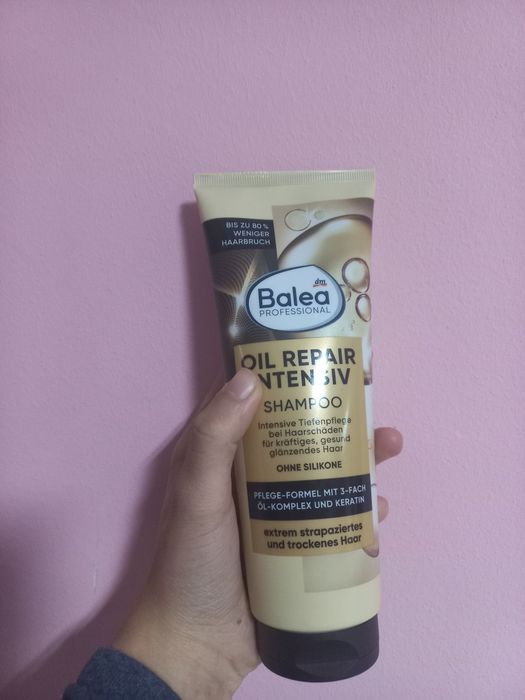 BIS ZU 80 %
WENIGER
HAARBRUCH
dm
Balea
PROFESSIONAL
OIL REPAIR
INTENSIV
SHAMPOO
Intensive Tiefenpflege
bei Haarschäden
für kräftiges, gesund
glänzendes Haar
OHNE SILIKONE
PFLEGE-FORMEL MIT 3-FACH
ÖL-KOMPLEX UND KERATIN
extrem strapaziertes
und trockenes Haar